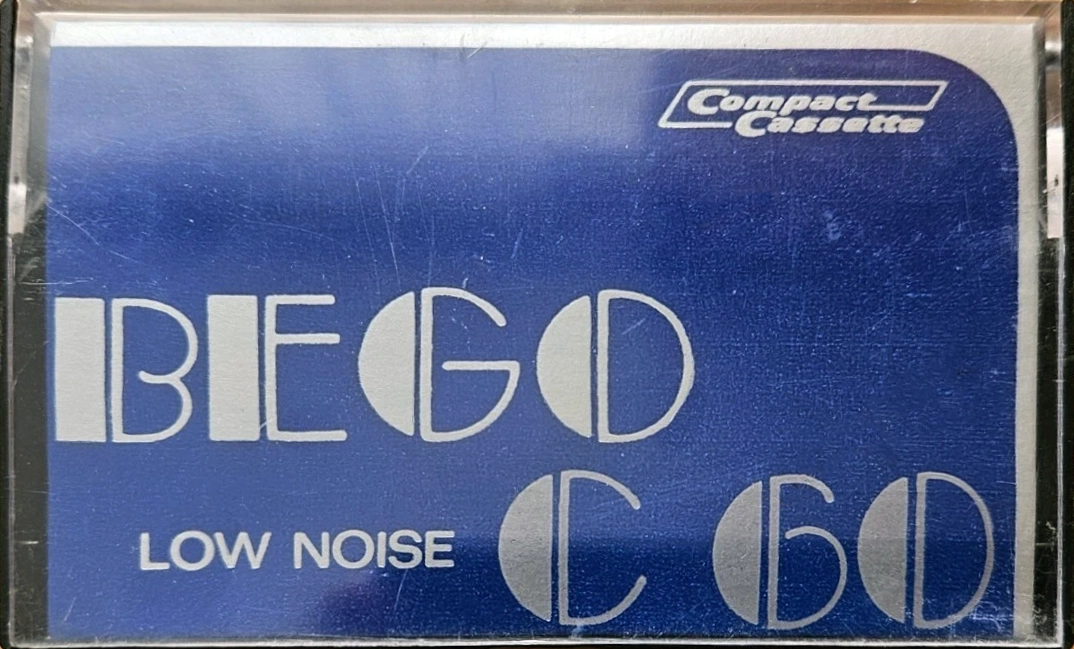 Compact
Cassette
BEGO
LOW NOISE C 60